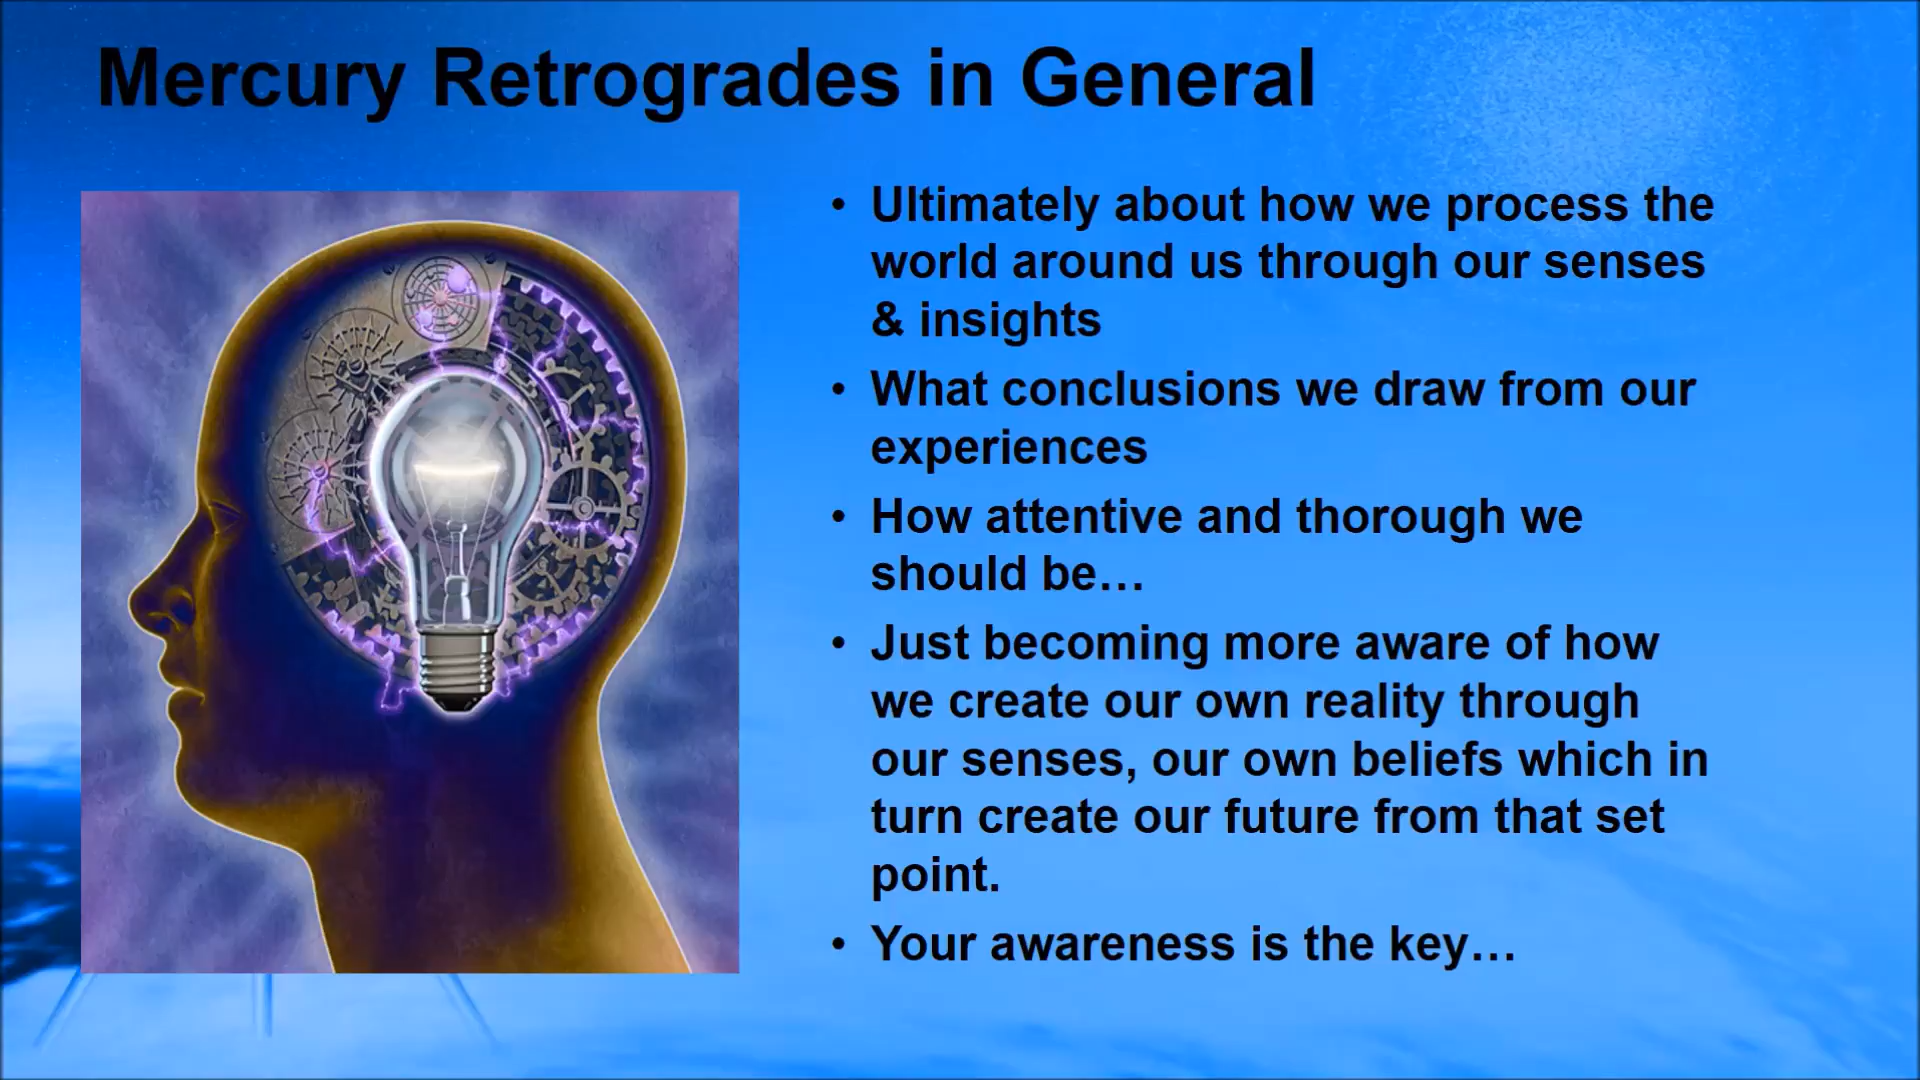 Mercury Retrogrades in General
• Ultimately about how we process the
world around us through our senses
& insights
• What conclusions we draw from our
experiences
• How attentive and thorough we
should be…
• Just becoming more aware of how
we create our own reality through
our senses, our own beliefs which in
turn create our future from that set
point.
• Your awareness is the key…